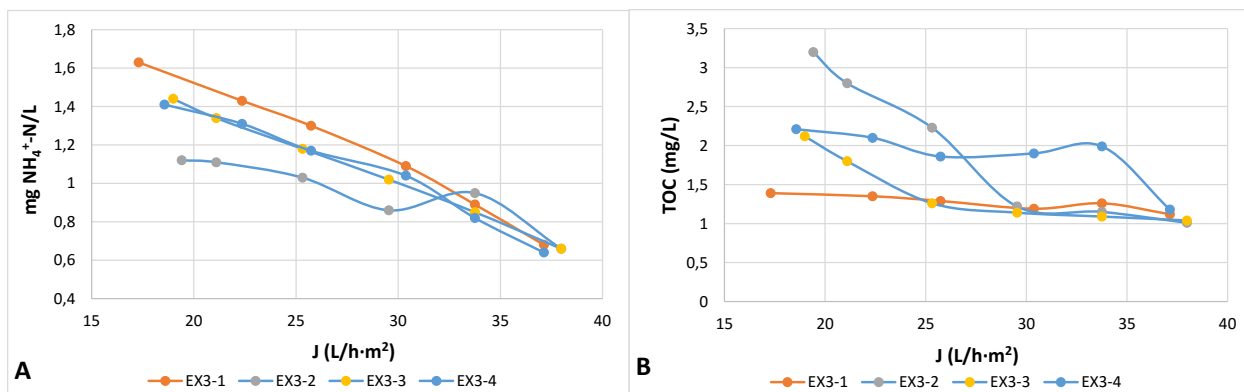 1,8
1,6
1,4
1,2
1
0,8
0,6
0,4
mg NH₄⁺-N/L
15 20 25 30 35 40
J (L/h·m²)
A
EX3-1 EX3-2 EX3-3 EX3-4
3,5
3
2,5
2
1,5
1
0,5
0
TOC (mg/L)
15 20 25 30 35 40
J (L/h·m²)
B
EX3-1 EX3-2 EX3-3 EX3-4